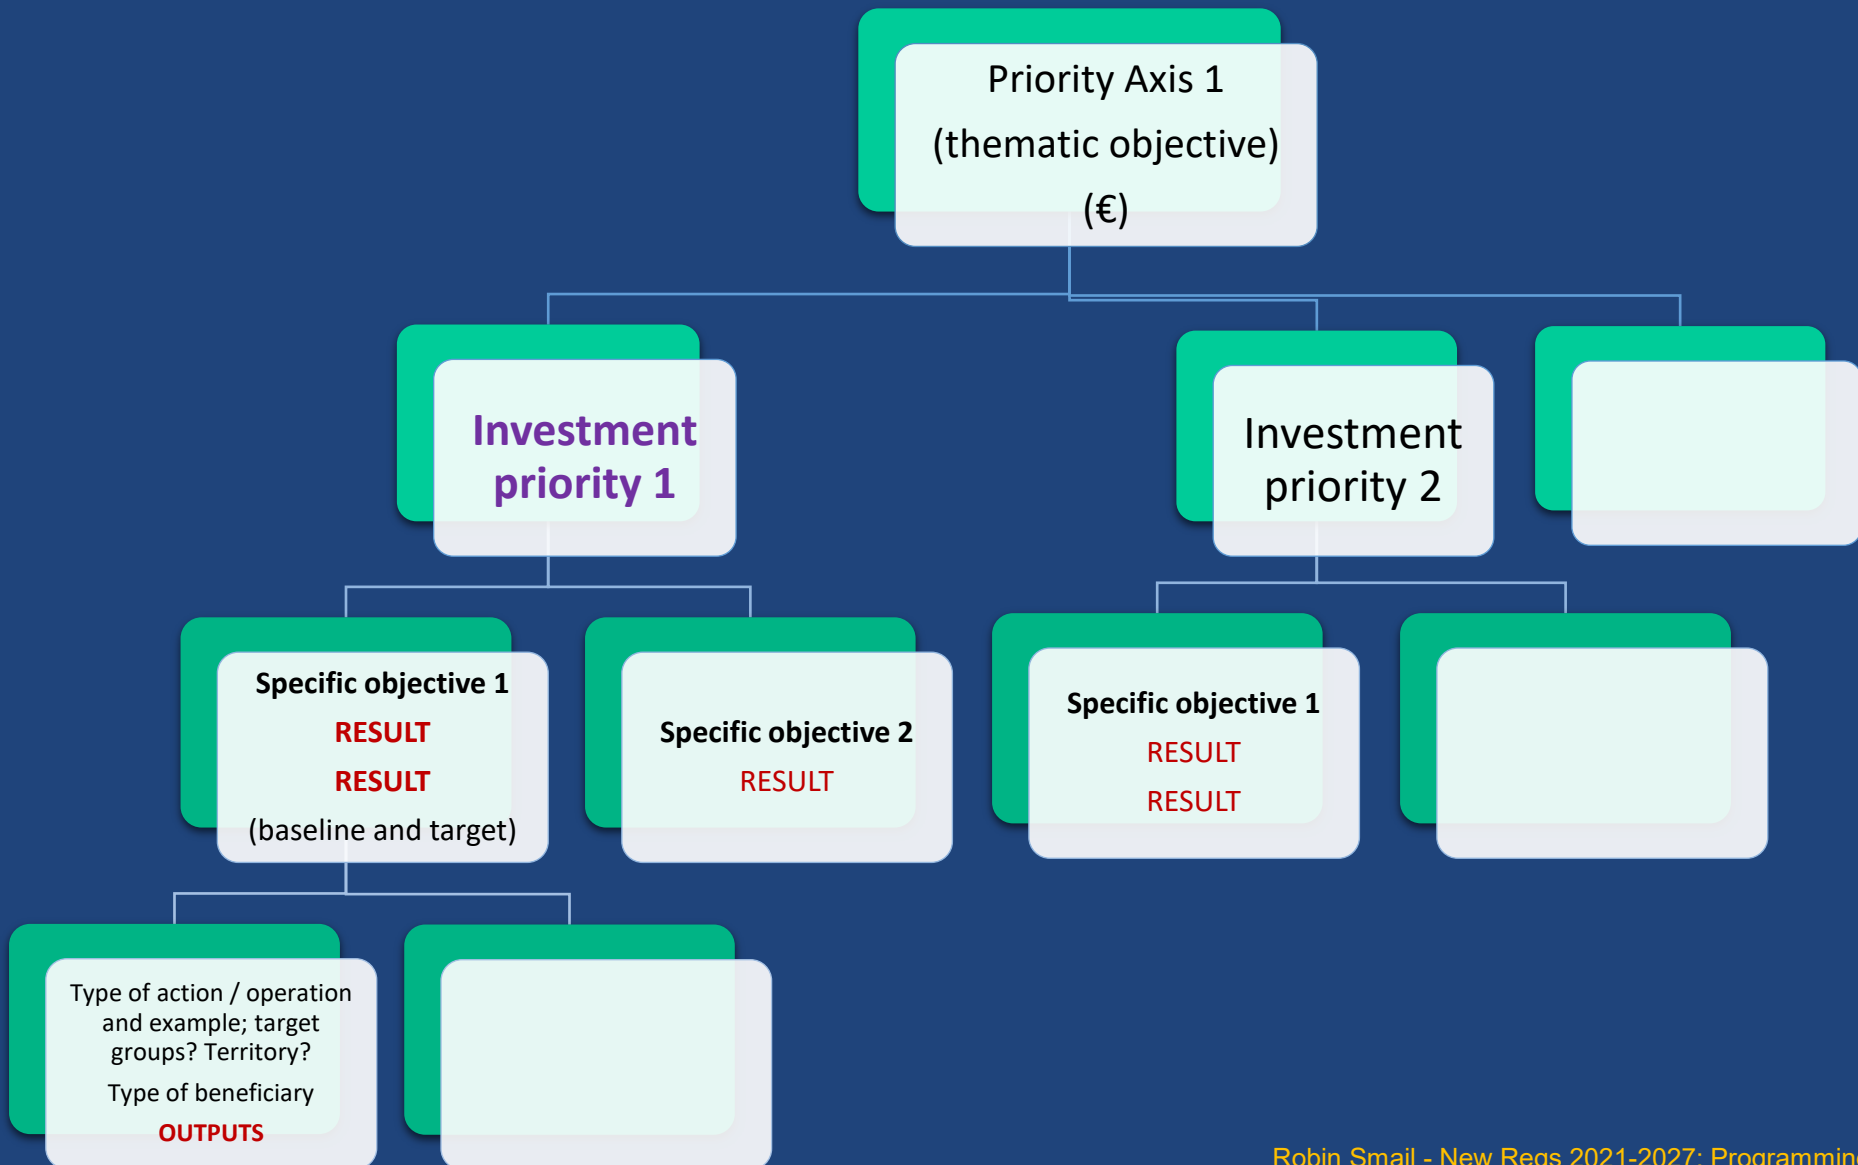 Priority Axis 1
(thematic objective)
(€)
Investment
priority 1
Investment
priority 2
Specific objective 1
RESULT
RESULT
(baseline and target)
Specific objective 2
RESULT
Specific objective 1
RESULT
RESULT
Type of action / operation
and example; target
groups? Territory?
Type of beneficiary
OUTPUTS
Robin Smail - New Regs 2021-2027: Programming